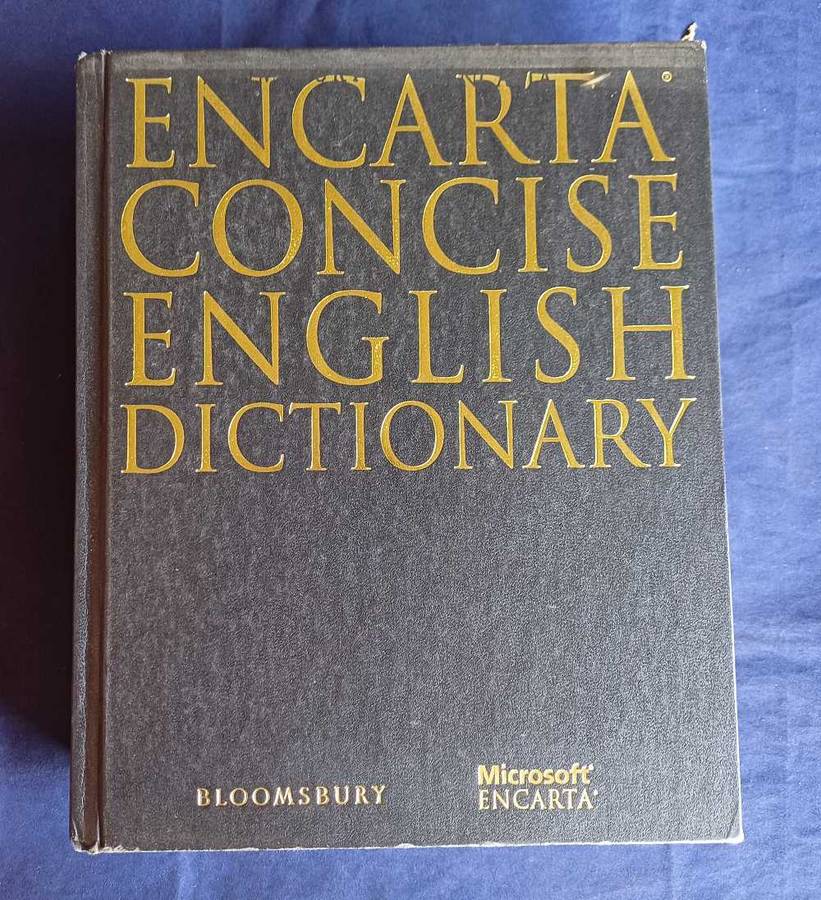 ENCARTA®
CONCISE
ENGLISH
DICTIONARY
BLOOMSBURY
Microsoft®
ENCARTA®